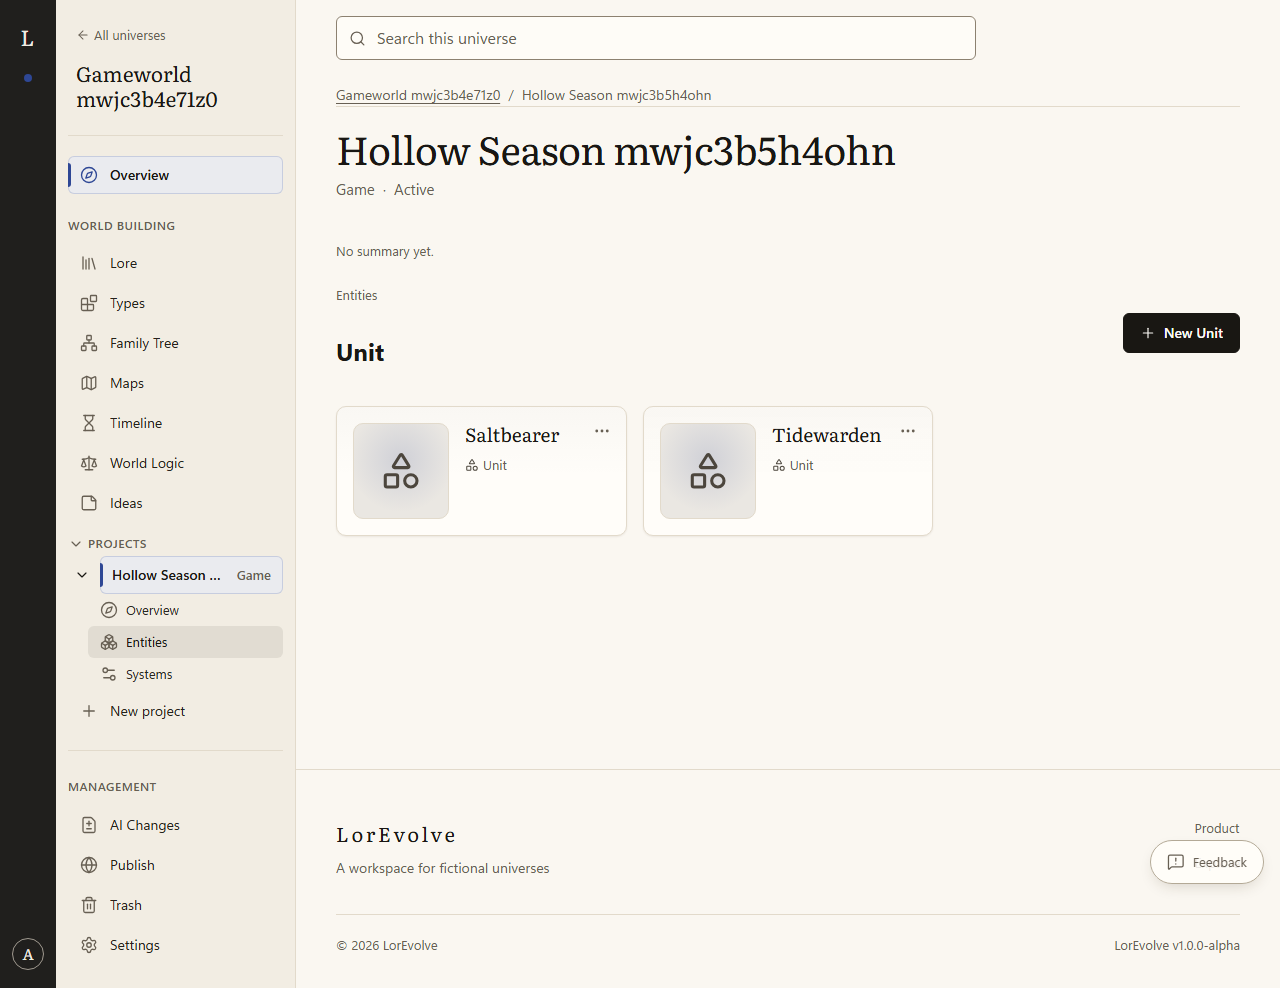 L
All universes
Gameworld
mwjc3b4e71z0
Overview
WORLD BUILDING
Lore
Types
Family Tree
Maps
Timeline
World Logic
Ideas
PROJECTS
Hollow Season ... Game
Overview
Entities
Systems
New project
MANAGEMENT
AI Changes
Publish
Trash
Settings
A
Search this universe
Gameworld mwjc3b4e71z0 / Hollow Season mwjc3b5h4ohn
Hollow Season mwjc3b5h4ohn
Game · Active
No summary yet.
Entities
Unit
New Unit
Saltbearer
Unit
Tidewarden
Unit
LorEvolve
A workspace for fictional universes
Product
Feedback
© 2026 LorEvolve
LorEvolve v1.0.0-alpha